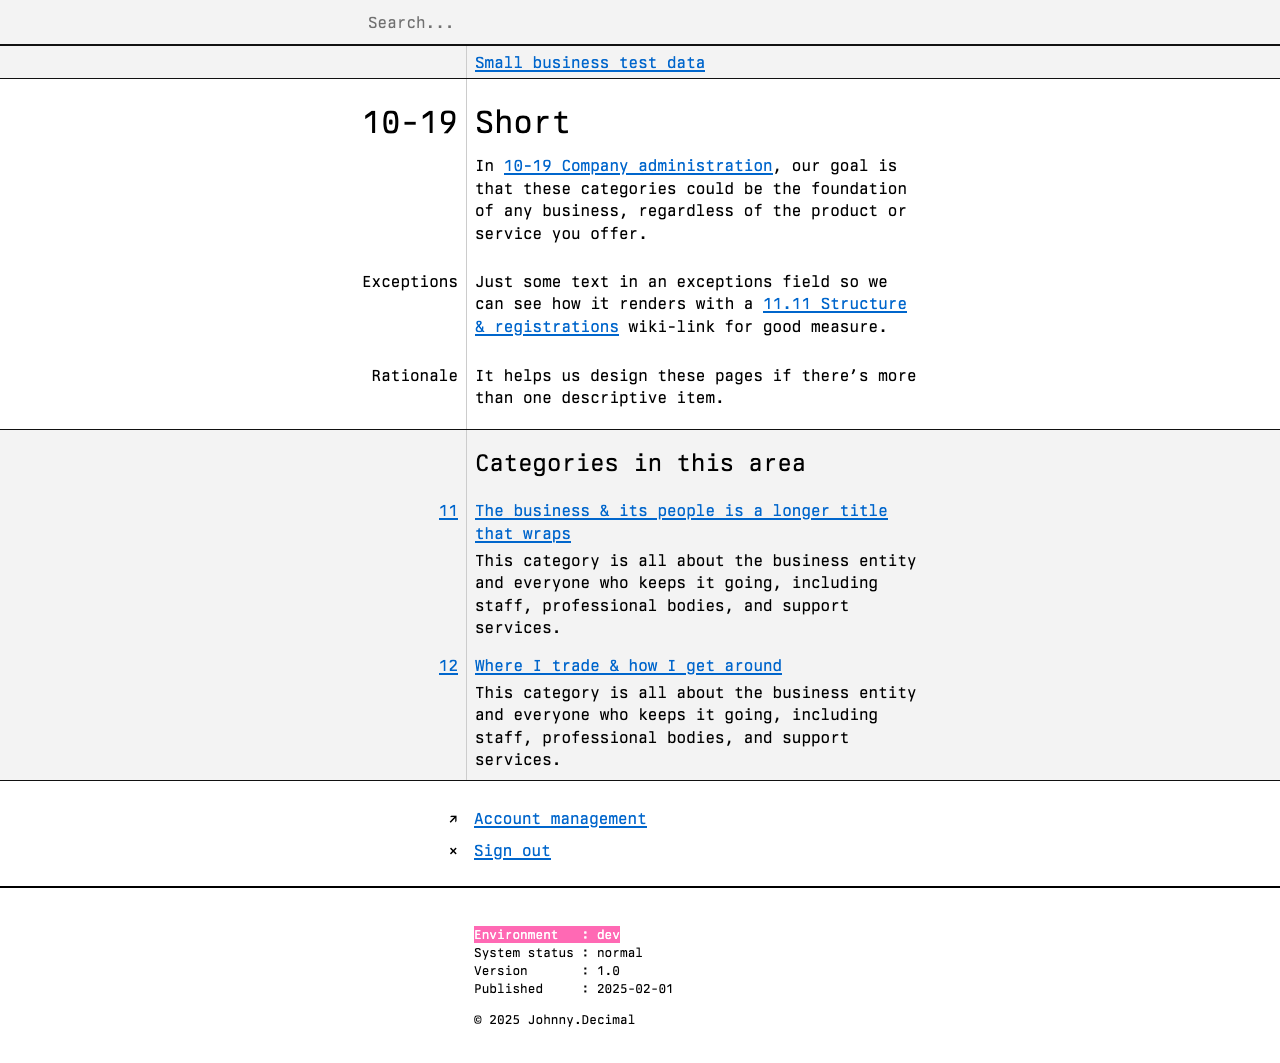 Search...
Small business test data
10-19 Short
In 10-19 Company administration, our goal is
that these categories could be the foundation
of any business, regardless of the product or
service you offer.
Exceptions Just some text in an exceptions field so we
can see how it renders with a 11.11 Structure
& registrations wiki-link for good measure.
Rationale It helps us design these pages if there’s more
than one descriptive item.
Categories in this area
11 The business & its people is a longer title
that wraps
This category is all about the business entity
and everyone who keeps it going, including
staff, professional bodies, and support
services.
12 Where I trade & how I get around
This category is all about the business entity
and everyone who keeps it going, including
staff, professional bodies, and support
services.
↗ Account management
× Sign out
Environment   : dev
System status : normal
Version       : 1.0
Published     : 2025-02-01
© 2025 Johnny.Decimal